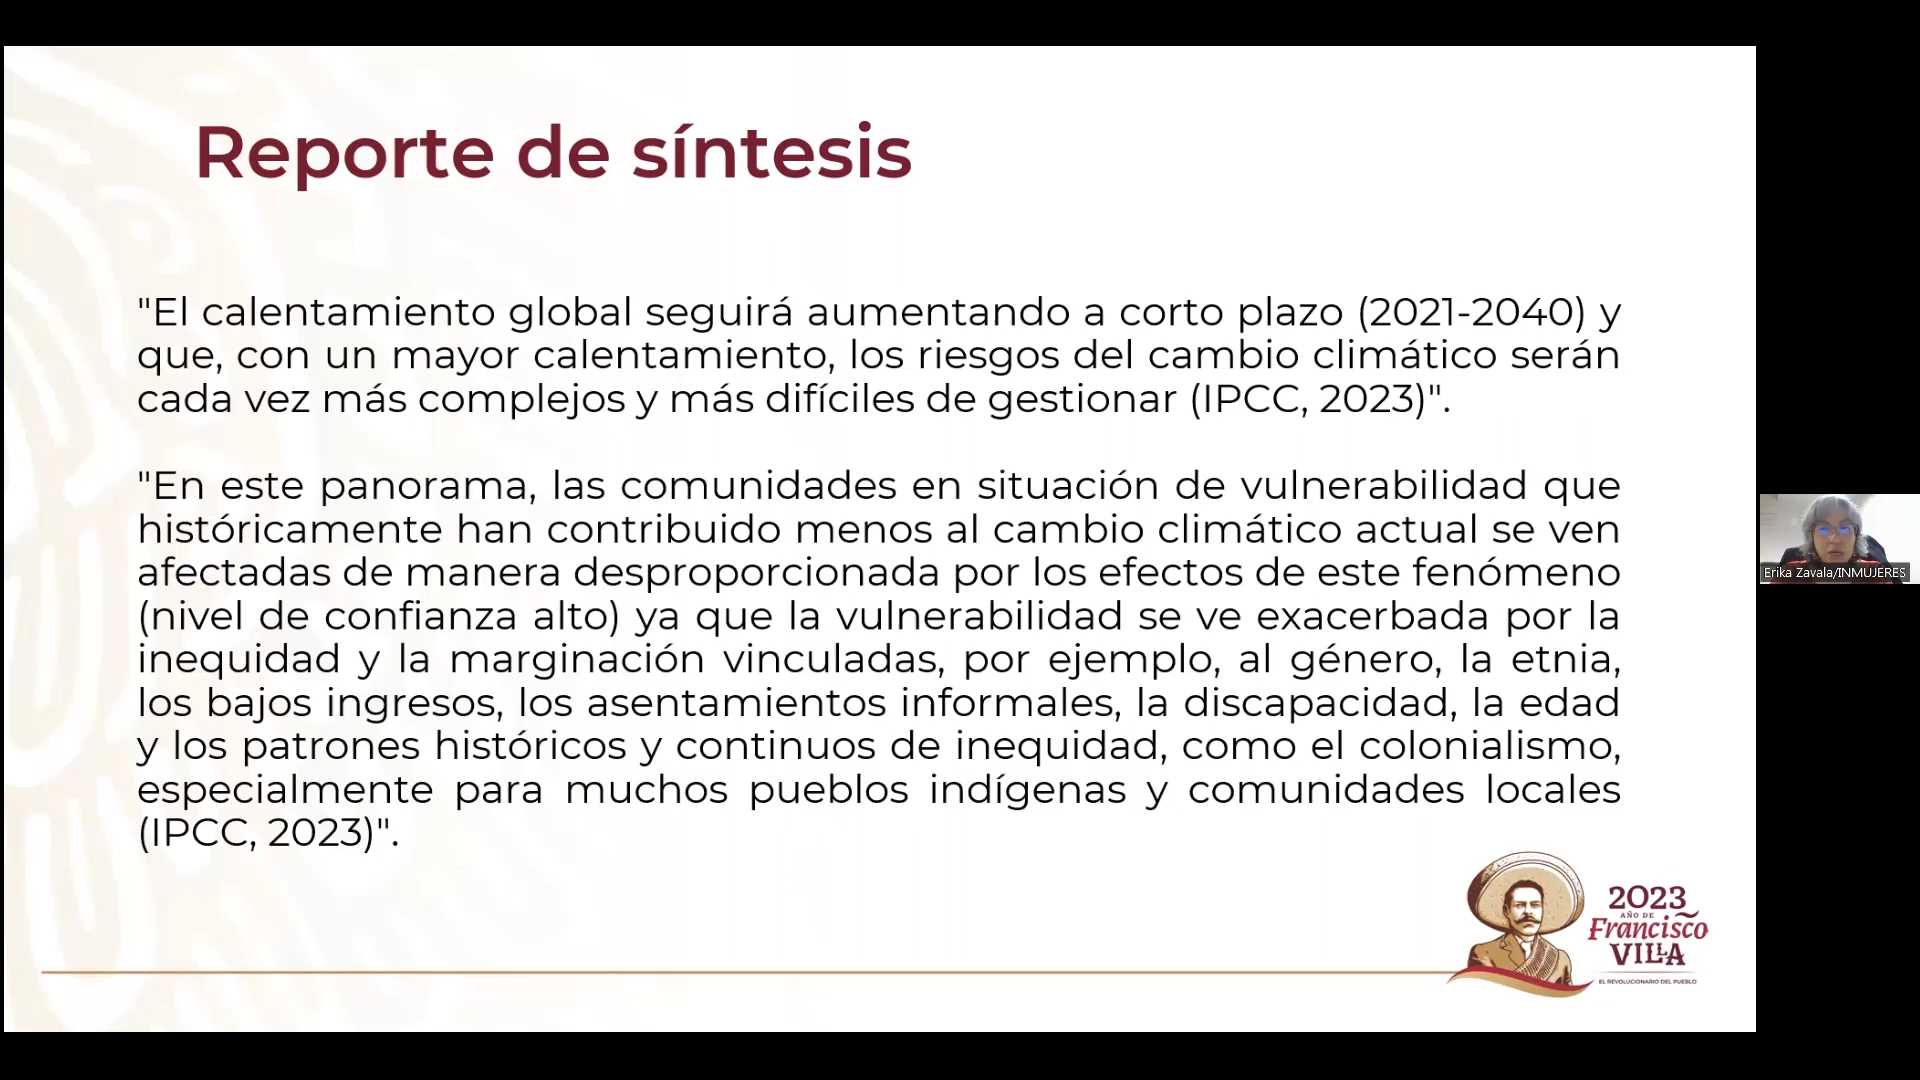 Reporte de síntesis
"El calentamiento global seguirá aumentando a corto plazo (2021-2040) y
que, con un mayor calentamiento, los riesgos del cambio climático serán
cada vez más complejos y más difíciles de gestionar (IPCC, 2023)".
"En este panorama, las comunidades en situación de vulnerabilidad que
históricamente han contribuido menos al cambio climático actual se ven
afectadas de manera desproporcionada por los efectos de este fenómeno
(nivel de confianza alto) ya que la vulnerabilidad se ve exacerbada por la
inequidad y la marginación vinculadas, por ejemplo, al género, la etnia,
los bajos ingresos, los asentamientos informales, la discapacidad, la edad
y los patrones históricos y continuos de inequidad, como el colonialismo,
especialmente para muchos pueblos indígenas y comunidades locales
(IPCC, 2023)".
2023
AÑO DE
Francisco
VILLA
EL REVOLUCIONARIO DEL PUEBLO
Erika Zavala/INMUJERES